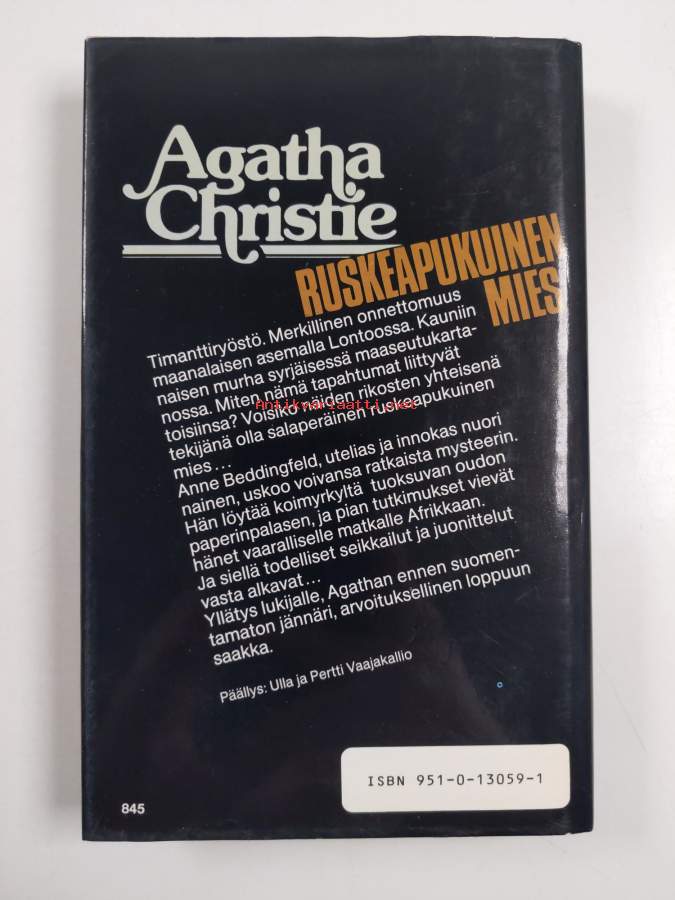 Agatha
Christie
RUSKEAPUKUINEN
MIES
Timanttiryöstö. Merkillinen onnettomuus
maanalaisen asemalla Lontoossa. Kauniin
naisen murha syrjäisessä maaseutukarta-
nossa. Miten nämä tapahtumat liittyvät
toisiinsa? Voisiko näiden rikosten yhteisenä
tekijänä olla salaperäinen ruskeapukuinen
mies...
Anne Beddingfeld, utelias ja innokas nuori
nainen, uskoo voivansa ratkaista mysteerin.
Hän löytää koimyrkyltä tuoksuvan oudon
paperinpalasen, ja pian tutkimukset vievät
hänet vaaralliselle matkalle Afrikkaan.
Ja siellä todelliset seikkailut ja juonittelut
vasta alkavat...
Yllätys lukijalle, Agathan ennen suomen-
tamaton jännäri, arvoituksellinen loppuun
saakka.
Päällys: Ulla ja Pertti Vaajakallio
ISBN 951-0-13059-1
845
Antikvariaatti.net